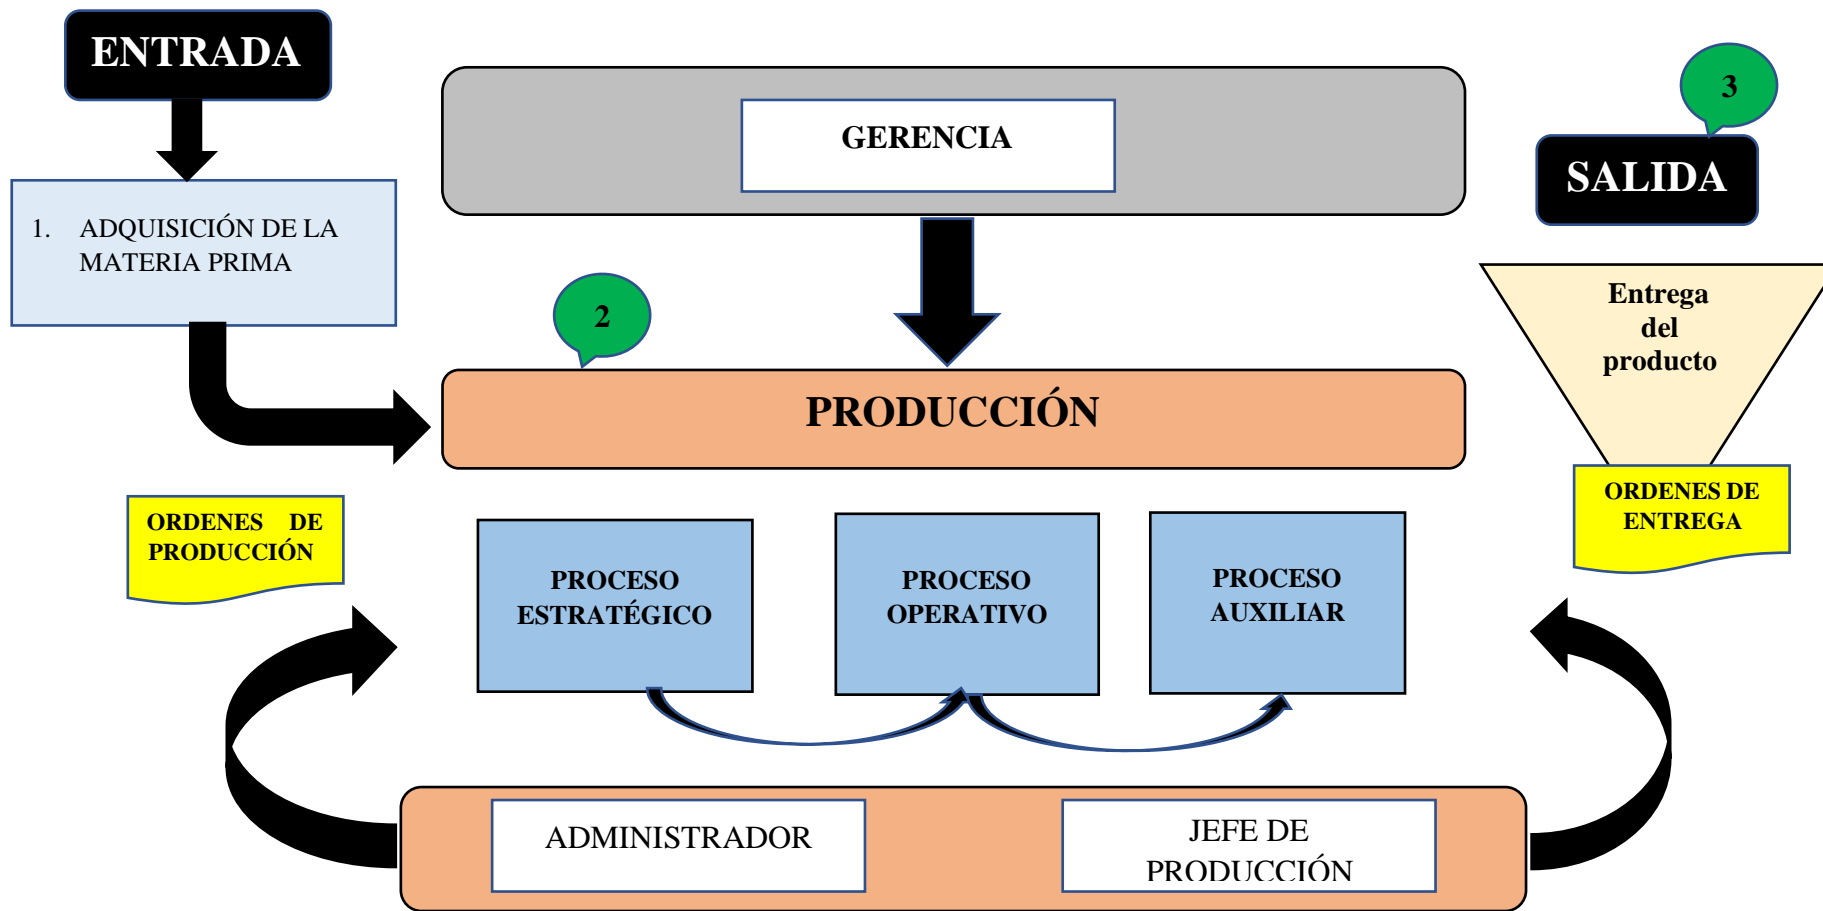 ENTRADA
1. ADQUISICIÓN DE LA
MATERIA PRIMA
GERENCIA
3
SALIDA
2
PRODUCCIÓN
Entrega
del
producto
ORDENES DE
PRODUCCIÓN
ORDENES DE
ENTREGA
PROCESO
ESTRATÉGICO
PROCESO
OPERATIVO
PROCESO
AUXILIAR
ADMINISTRADOR
JEFE DE
PRODUCCIÓN